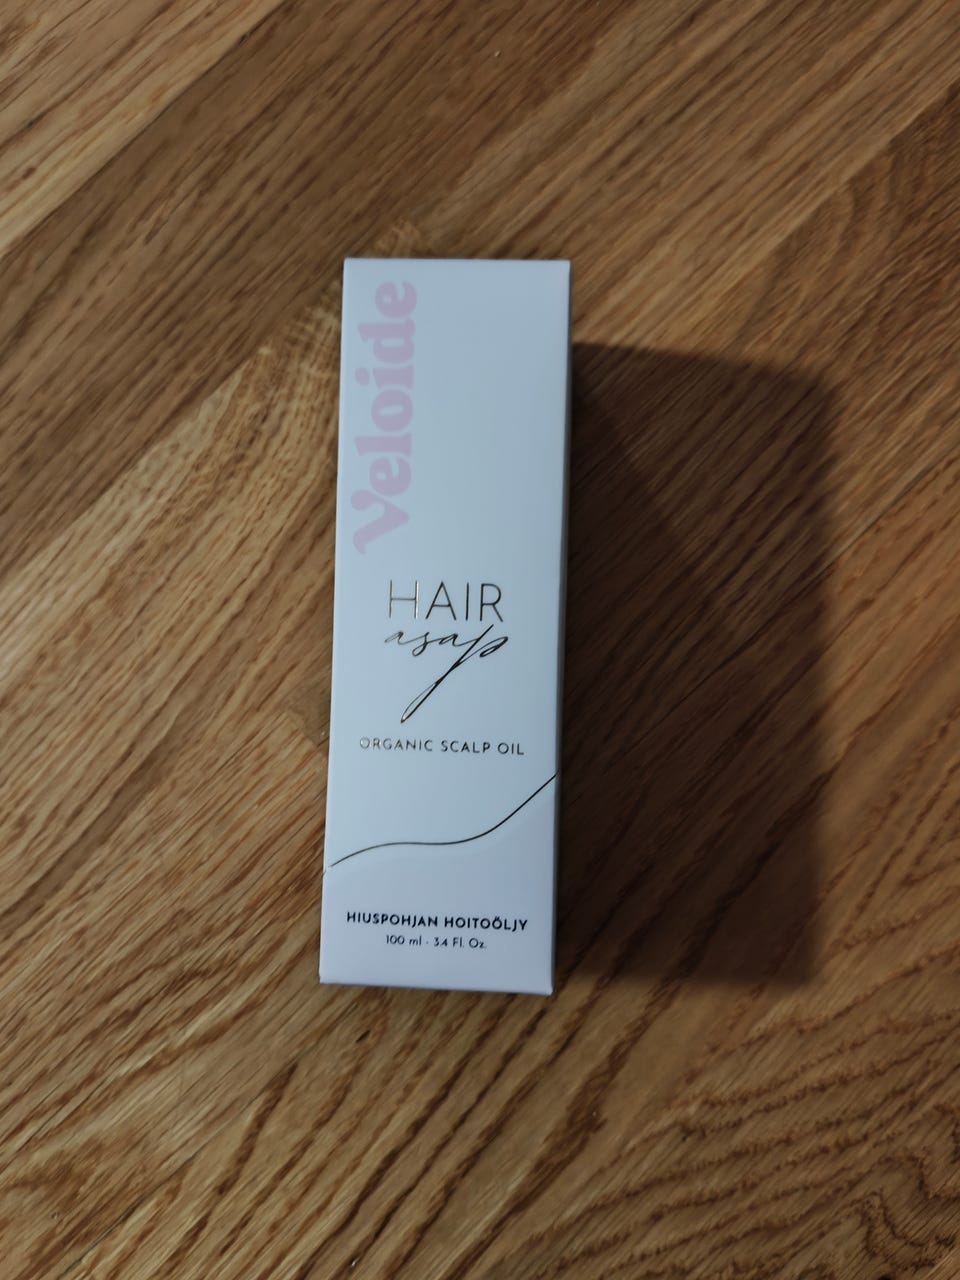 Veloide
HAIR
asap
ORGANIC SCALP OIL
HIUSPOHJAN HOITOÖLJY
100 ml - 3.4 Fl. Oz.